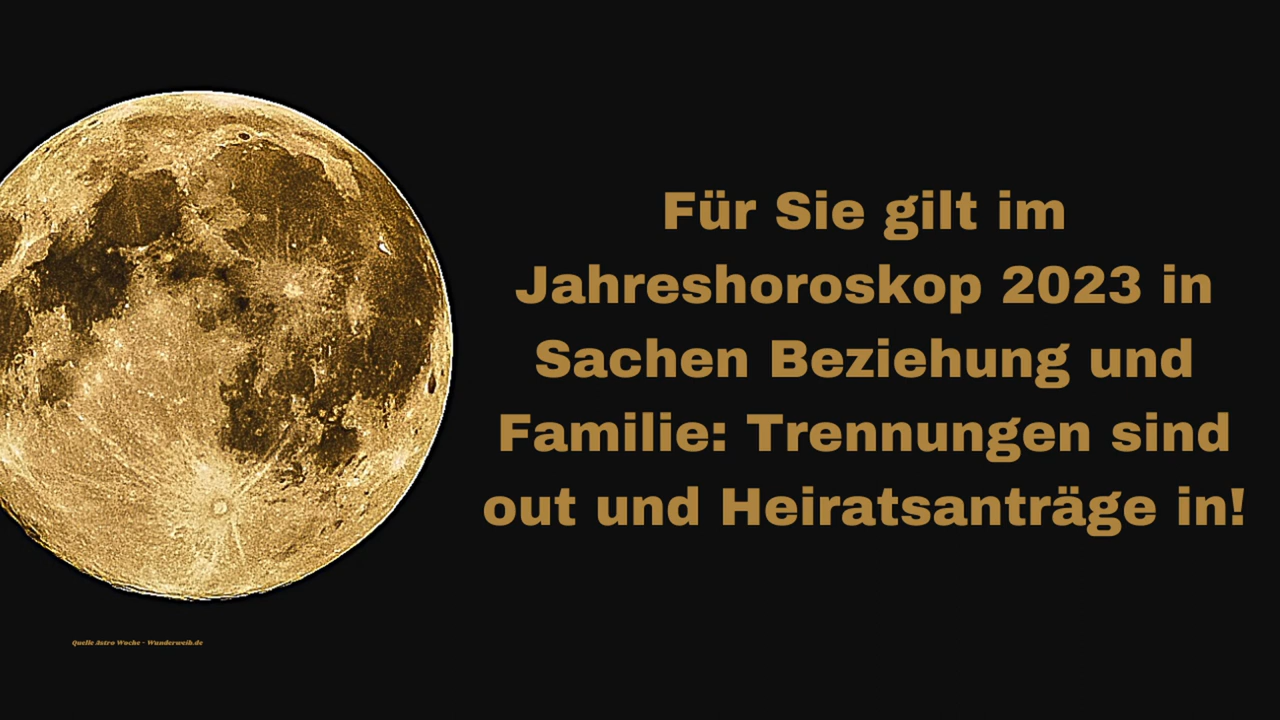 Für Sie gilt im
Jahreshoroskop 2023 in
Sachen Beziehung und
Familie: Trennungen sind
out und Heiratsanträge in!
Quelle Astro Woche - Wunderweib.de